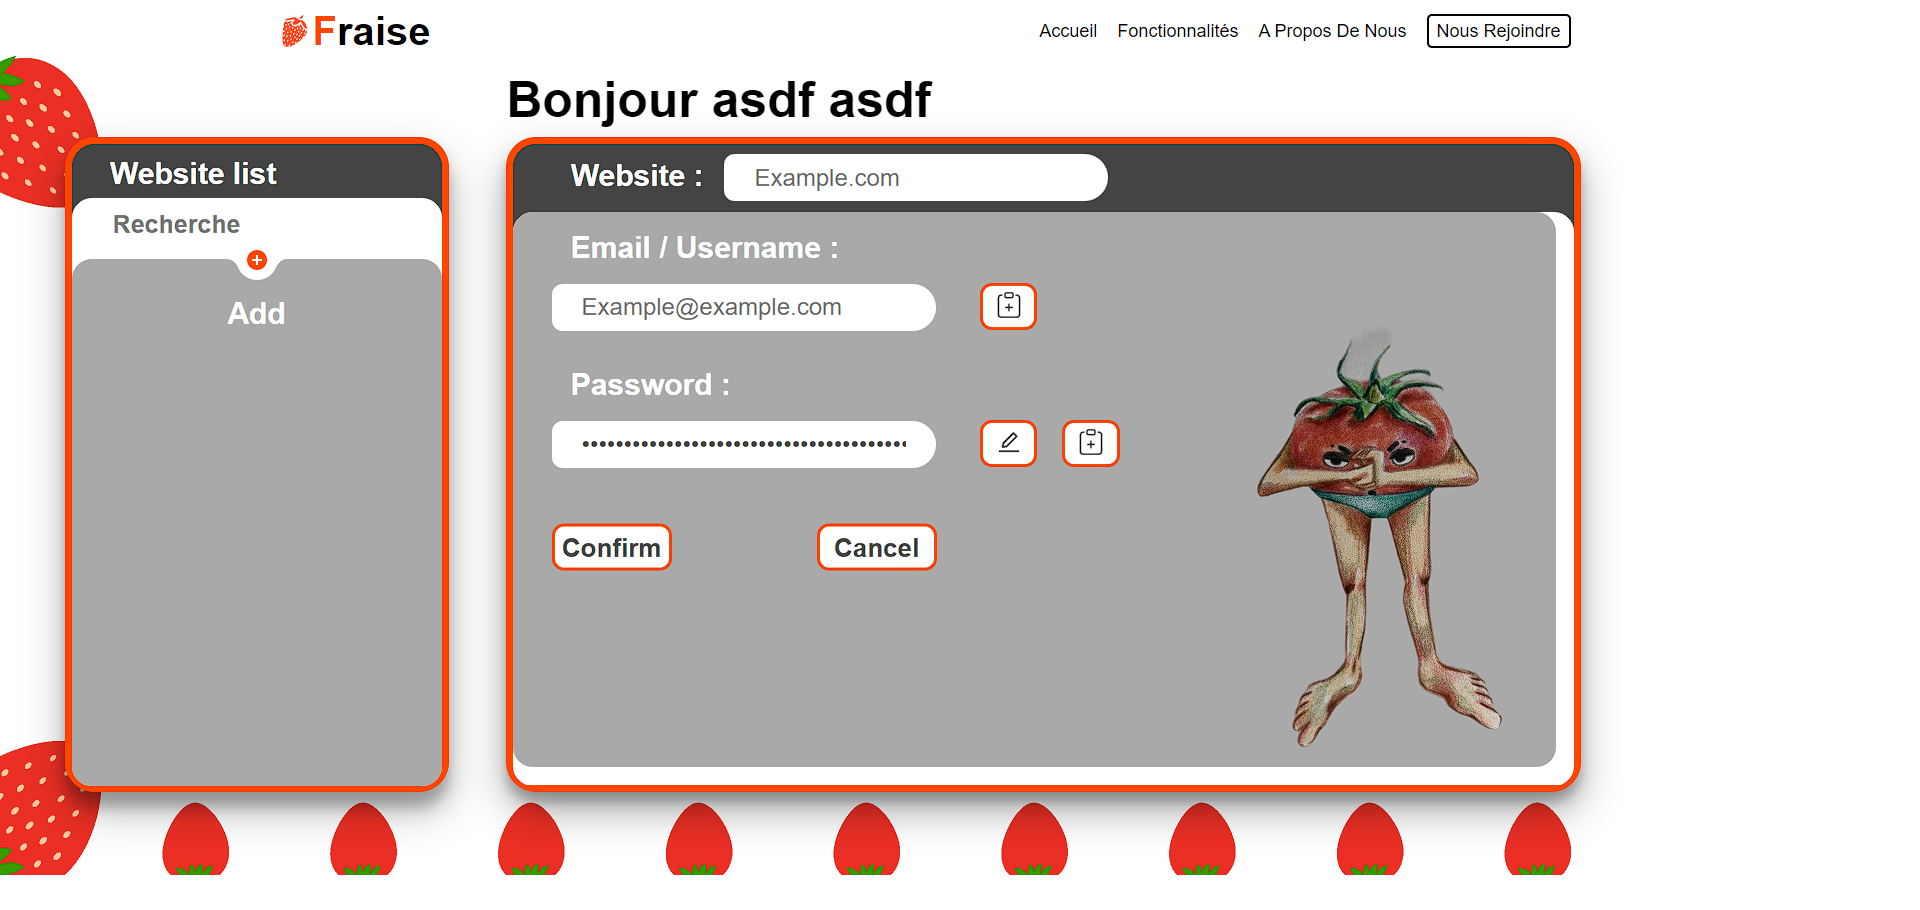 Fraise
Accueil Fonctionnalités A Propos De Nous Nous Rejoindre
Bonjour asdf asdf
Website list
Recherche
Add
Website : Example.com
Email / Username :
Example@example.com
Password :
Confirm Cancel